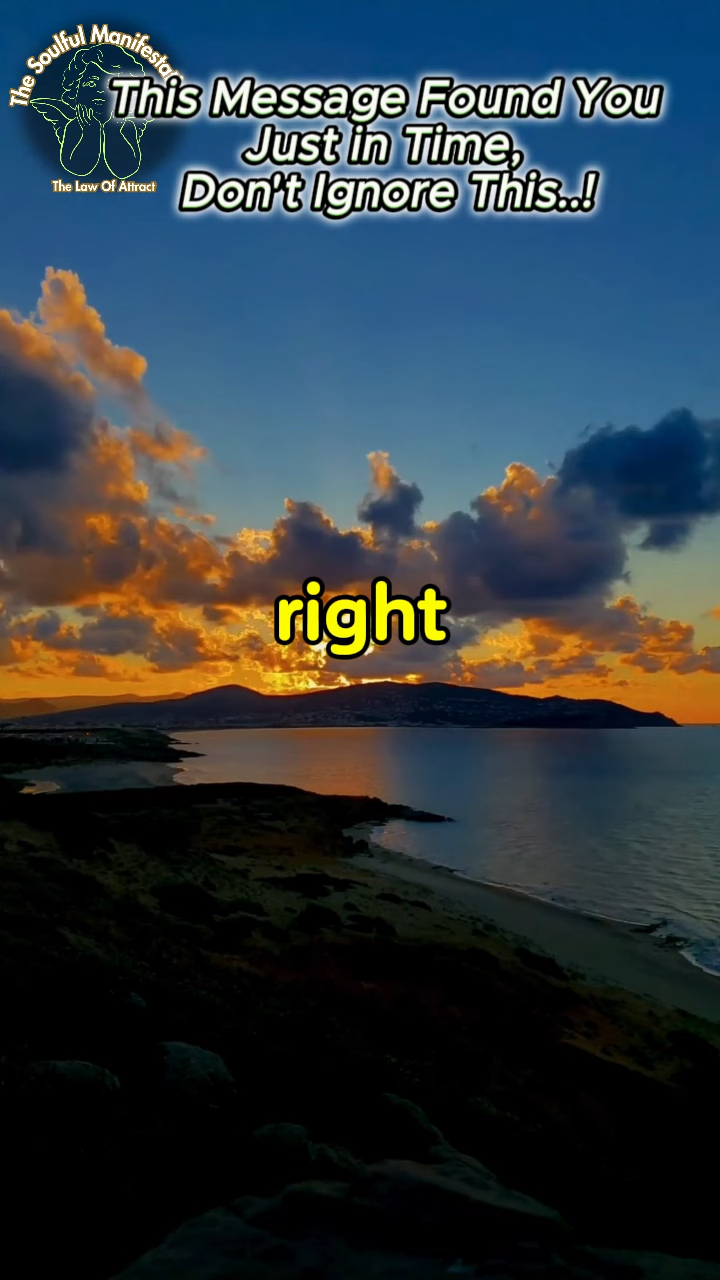 The Soulful Manifesta
The Law Of Attract
This Message Found You
Just in Time,
Don't Ignore This..!
right